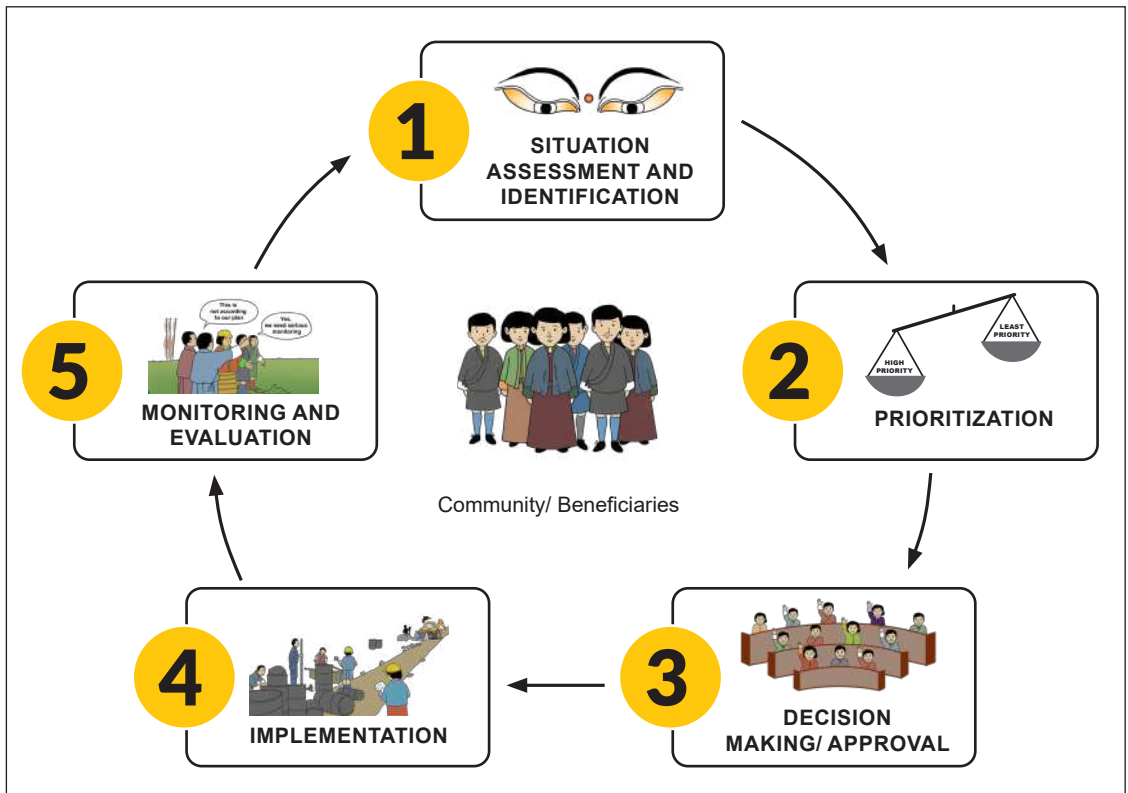 1
SITUATION
ASSESSMENT AND
IDENTIFICATION
2
HIGH
PRIORITY
LEAST
PRIORITY
PRIORITIZATION
3
DECISION
MAKING/ APPROVAL
4
IMPLEMENTATION
5
This is
not according
to our plan
Yes,
we need serious
monitoring
MONITORING AND
EVALUATION
Community/ Beneficiaries